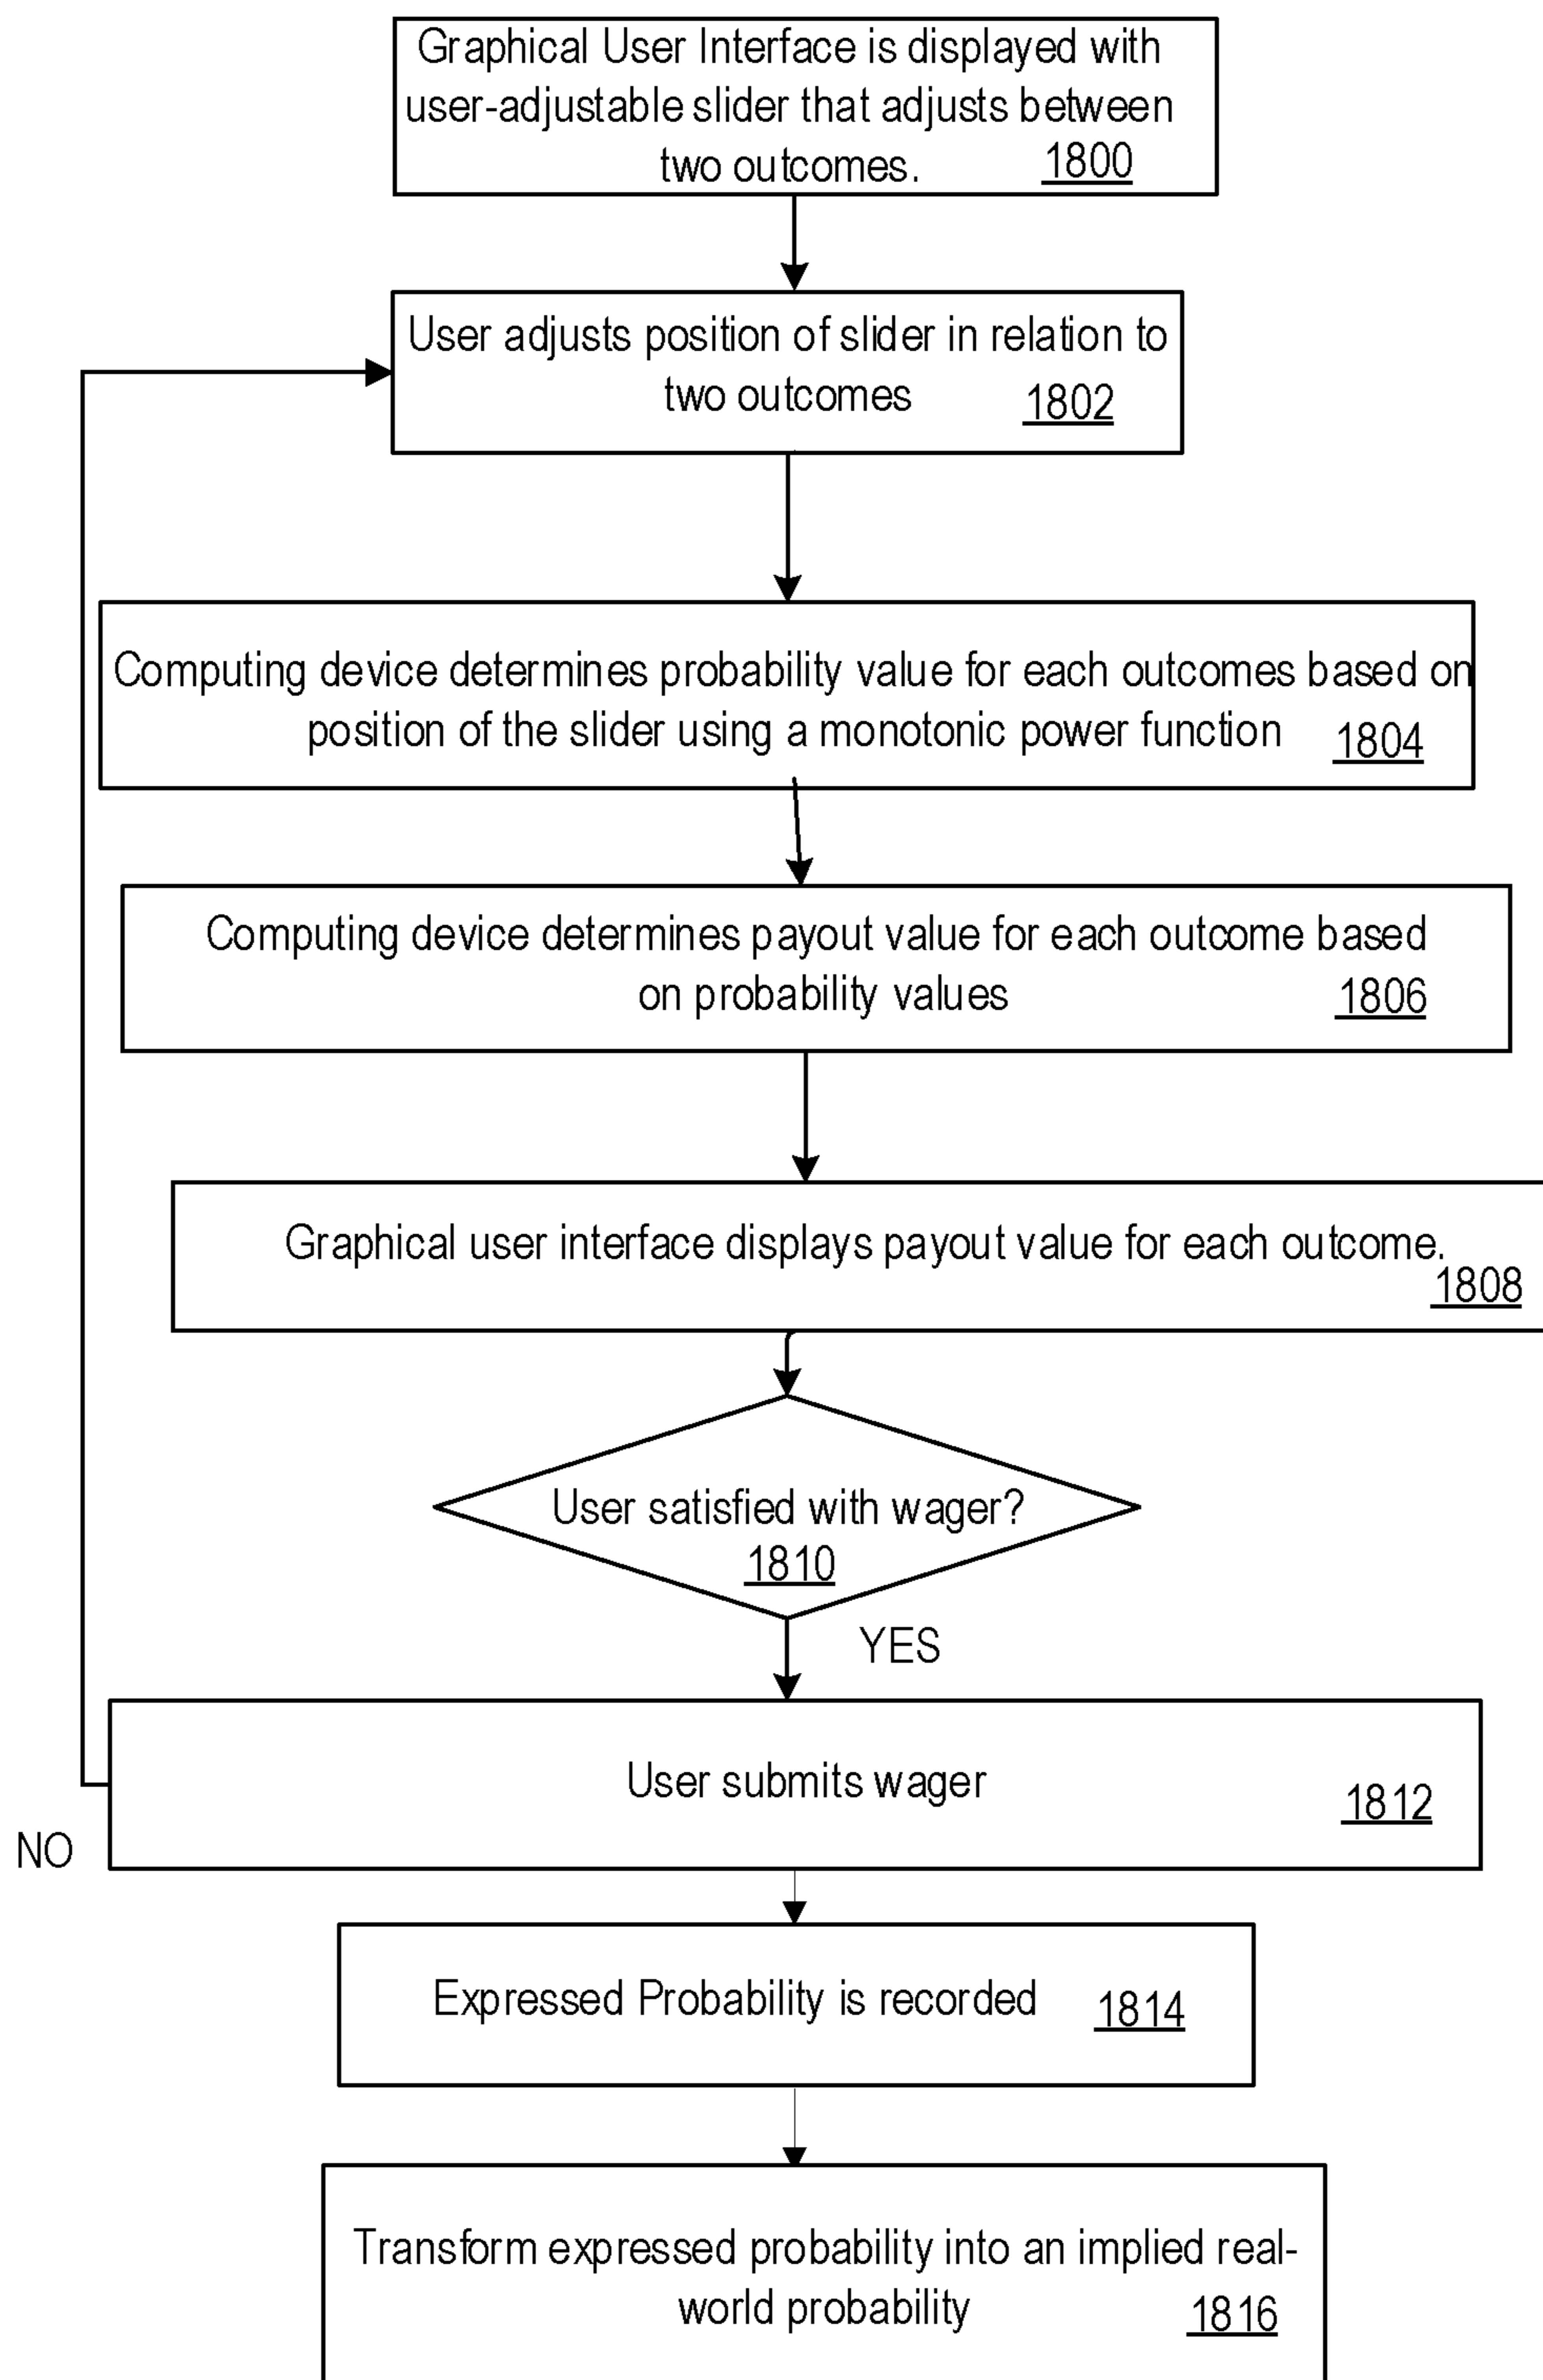 Graphical User Interface is displayed with
user-adjustable slider that adjusts between
two outcomes. 1800
User adjusts position of slider in relation to
two outcomes 1802
Computing device determines probability value for each outcomes based on
position of the slider using a monotonic power function 1804
Computing device determines payout value for each outcome based
on probability values 1806
Graphical user interface displays payout value for each outcome.
1808
User satisfied with wager?
1810
YES
User submits wager 1812
NO
Expressed Probability is recorded 1814
Transform expressed probability into an implied real-
world probability 1816